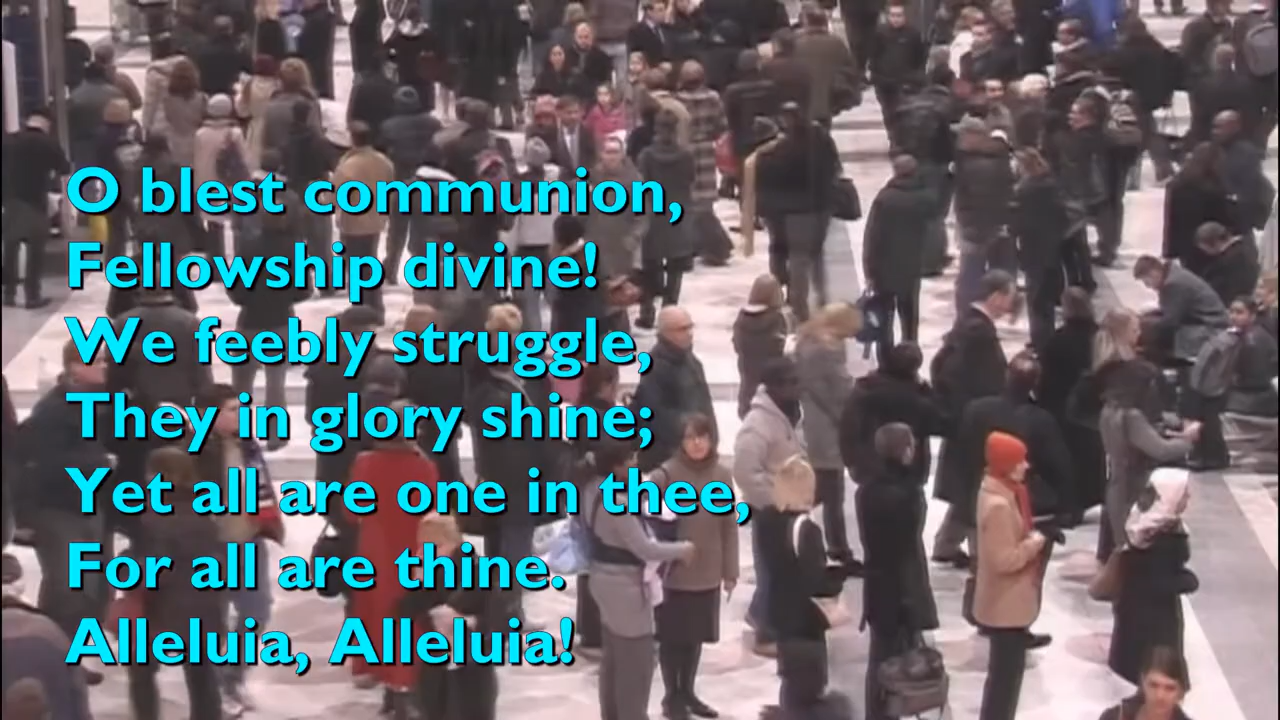 O blest communion,
Fellowship divine!
We feebly struggle,
They in glory shine;
Yet all are one in thee,
For all are thine.
Alleluia, Alleluia!